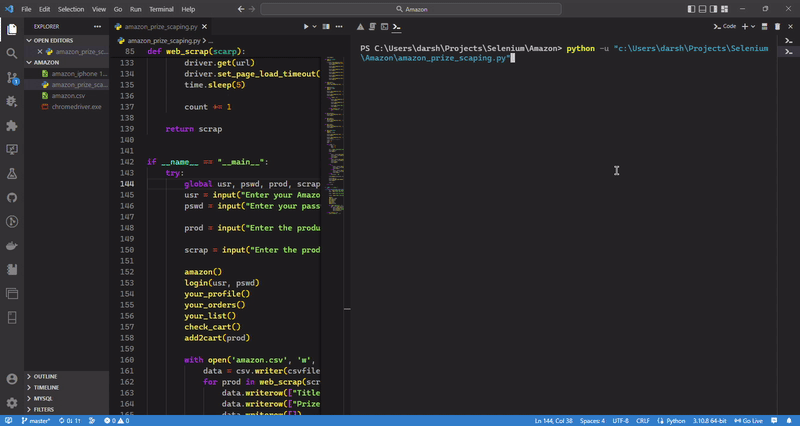 File Edit Selection View Go Run Terminal Help
Amazon
EXPLORER
OPEN EDITORS
amazon_prize_sc...
AMAZON
amazon_iphone 1...
amazon_prize_sca...
amazon.csv
chromedriver.exe
OUTLINE
TIMELINE
MYSQL
FILTERS
amazon_prize_scaping.py
amazon_prize_scaping.py > ...
85 def web_scrap(scarp):
133 driver.get(url)
134 driver.set_page_load_timeout(
135 time.sleep(5)
136
137 count += 1
138
139 return scrap
140
141
142 if __name__ == "__main__":
143 try:
144 global usr, pswd, prod, scrap
145 usr = input("Enter your Amazo
146 pswd = input("Enter your pass
147
148 prod = input("Enter the produ
149
150 scrap = input("Enter the prod
151
152 amazon()
153 login(usr, pswd)
154 your_profile()
155 your_orders()
156 your_list()
157 check_cart()
158 add2cart(prod)
159
160 with open('amazon.csv', 'w',
161 data = csv.writer(csvfile
162 for prod in web_scrap(scr
163 data.writerow(["Title
164 data.writerow(["Prize
165 data.writerow([])
Code
PS C:\Users\darsh\Projects\Selenium\Amazon> python -u "c:\Users\darsh\Projects\Selenium
\Amazon\amazon_prize_scaping.py"
master* 0↓ 1↑ 0 0 Ln 144, Col 38 Spaces: 4 UTF-8 CRLF Python 3.10.8 64-bit Go Live